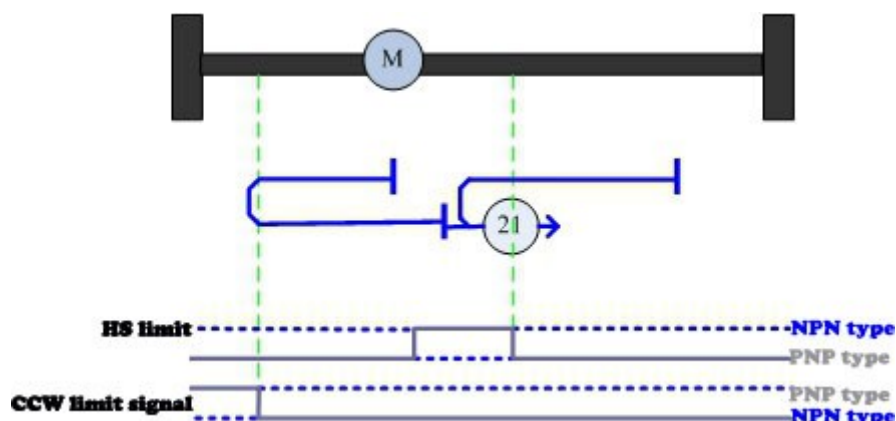 M
21
HS limit
NPN type
PNP type
CCW limit signal
PNP type
NPN type